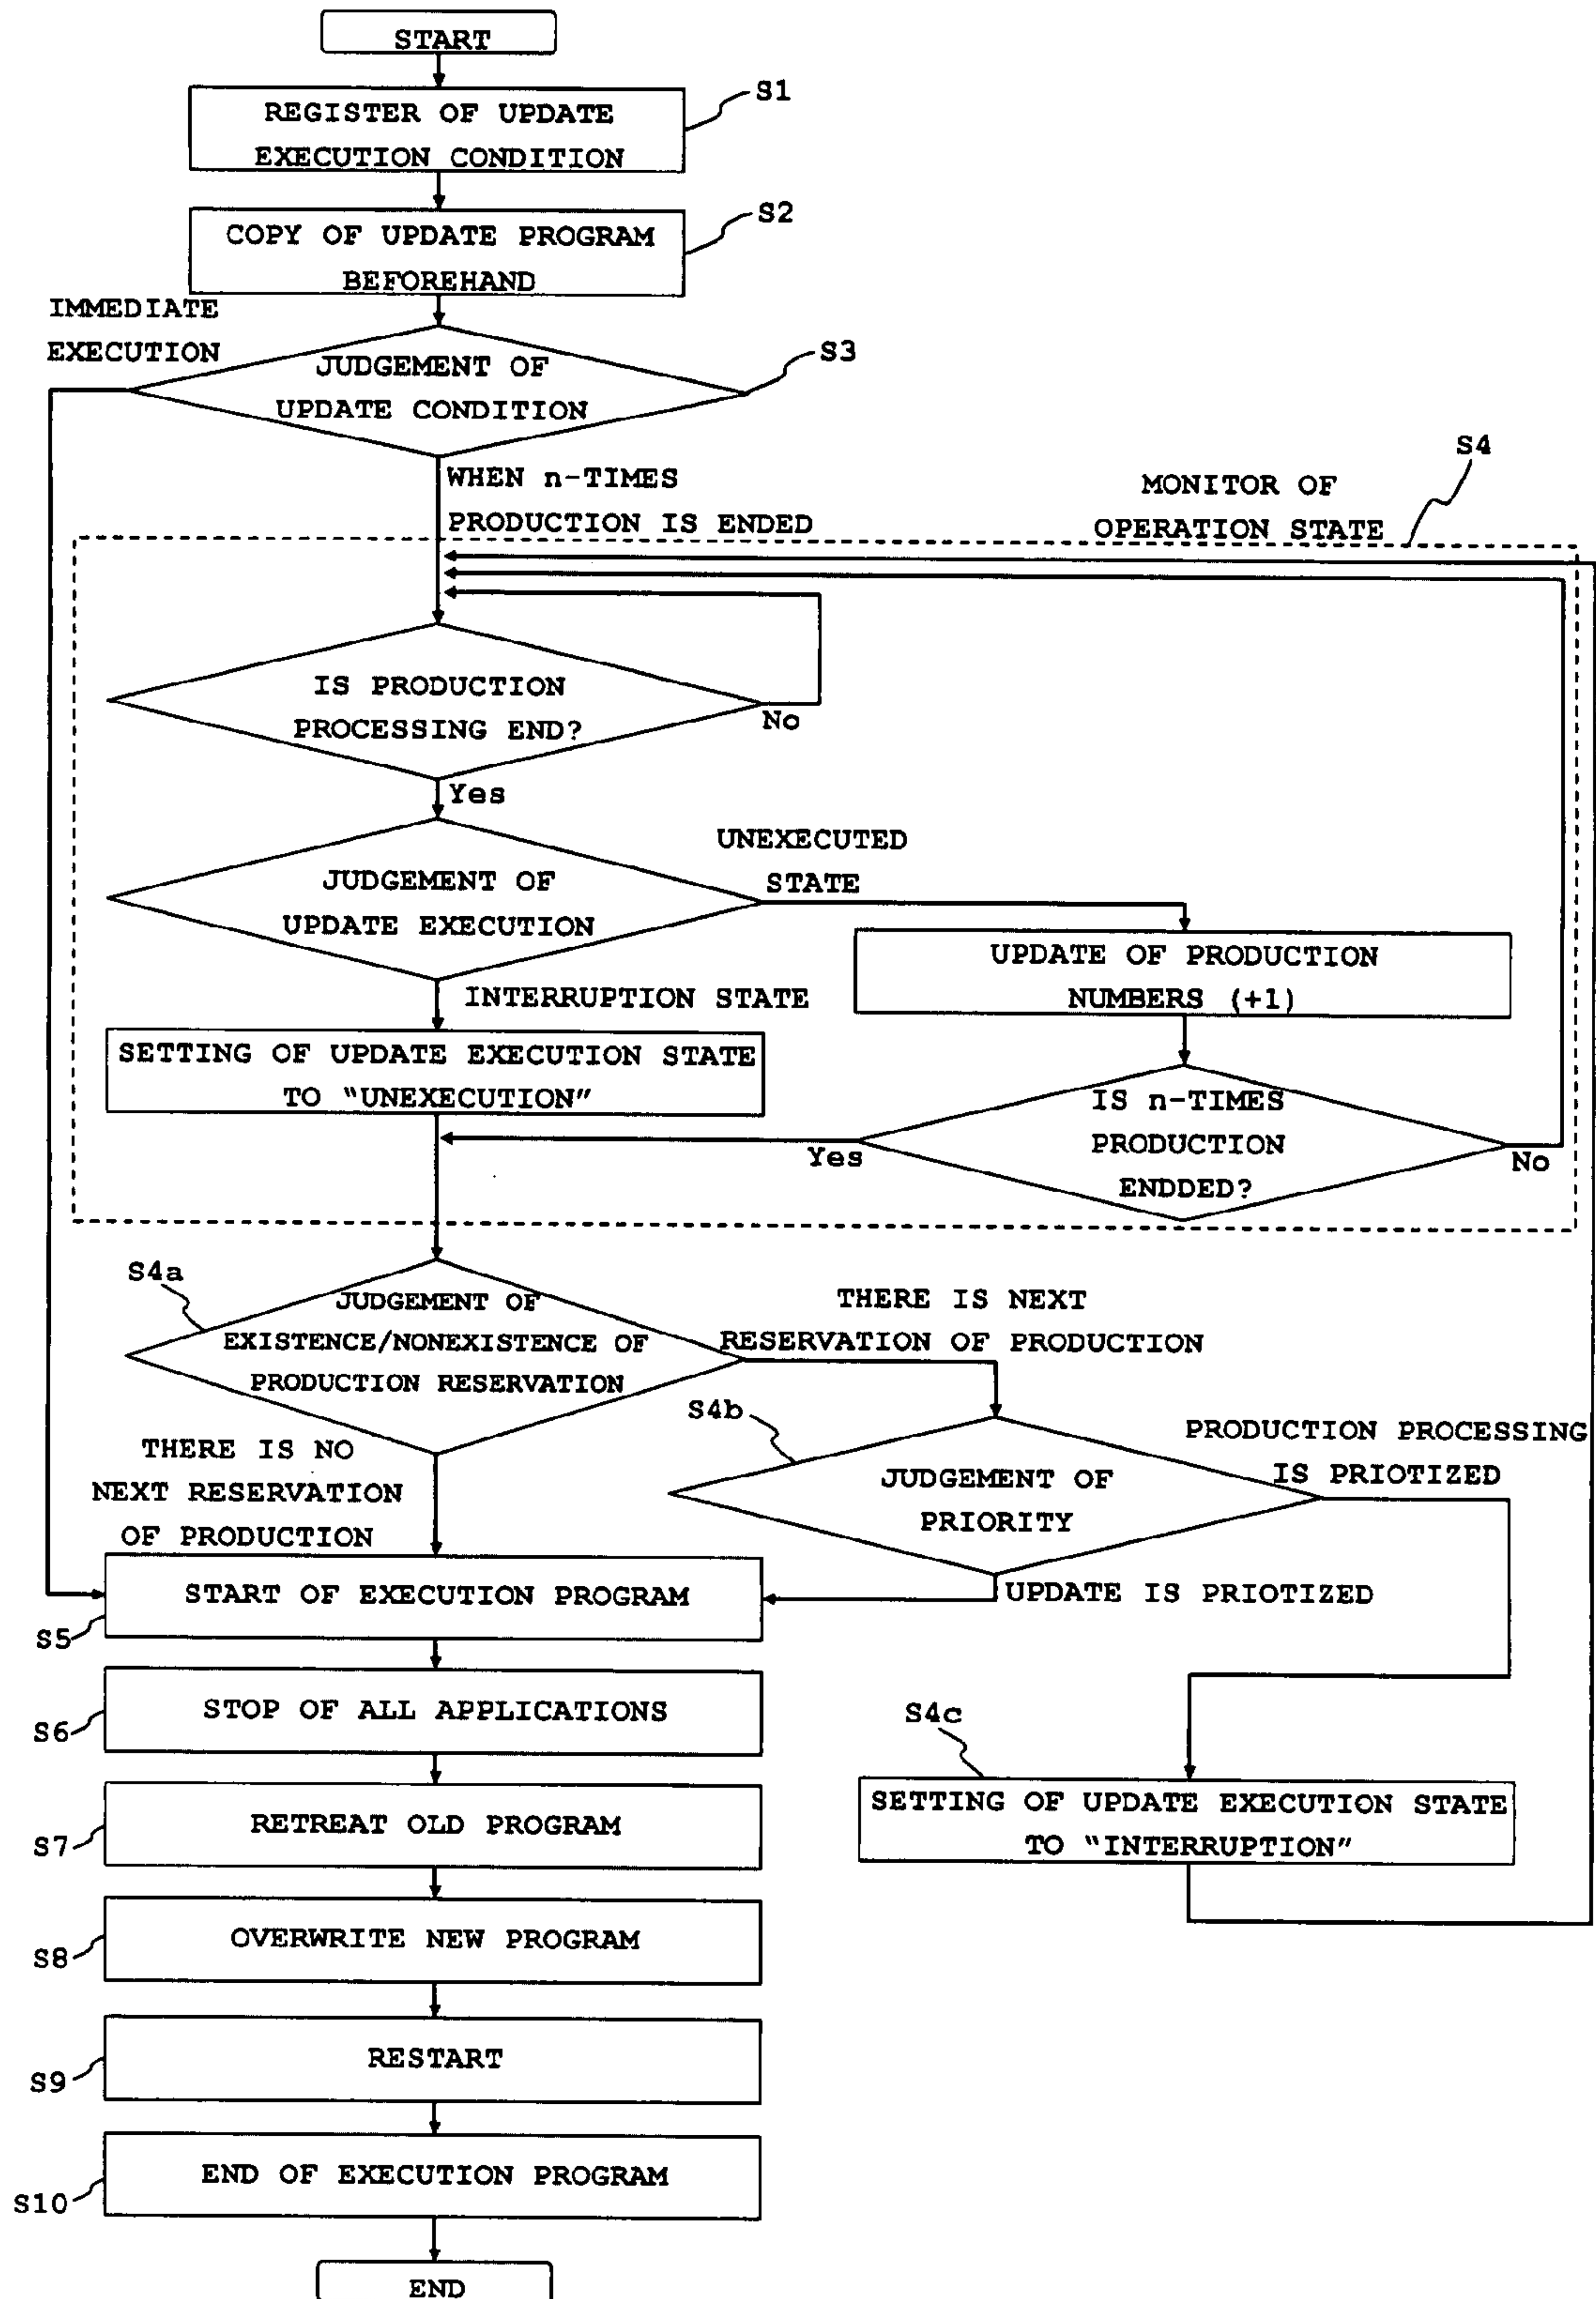 START
REGISTER OF UPDATE
EXECUTION CONDITION
S1
COPY OF UPDATE PROGRAM
BEFOREHAND
S2
IMMEDIATE
EXECUTION
JUDGEMENT OF
UPDATE CONDITION
S3
WHEN n-TIMES
PRODUCTION IS ENDED
MONITOR OF
OPERATION STATE
S4
IS PRODUCTION
PROCESSING END?
No
Yes
JUDGEMENT OF
UPDATE EXECUTION
UNEXECUTED
STATE
UPDATE OF PRODUCTION
NUMBERS (+1)
INTERRUPTION STATE
SETTING OF UPDATE EXECUTION STATE
TO "UNEXECUTION"
IS n-TIMES
PRODUCTION
ENDDED?
Yes
No
S4a
JUDGEMENT OF
EXISTENCE/NONEXISTENCE OF
PRODUCTION RESERVATION
THERE IS NEXT
RESERVATION OF PRODUCTION
S4b
JUDGEMENT OF
PRIORITY
PRODUCTION PROCESSING
IS PRIOTIZED
THERE IS NO
NEXT RESERVATION
OF PRODUCTION
UPDATE IS PRIOTIZED
START OF EXECUTION PROGRAM
S5
STOP OF ALL APPLICATIONS
S6
S4c
SETTING OF UPDATE EXECUTION STATE
TO "INTERRUPTION"
RETREAT OLD PROGRAM
S7
OVERWRITE NEW PROGRAM
S8
RESTART
S9
END OF EXECUTION PROGRAM
S10
END